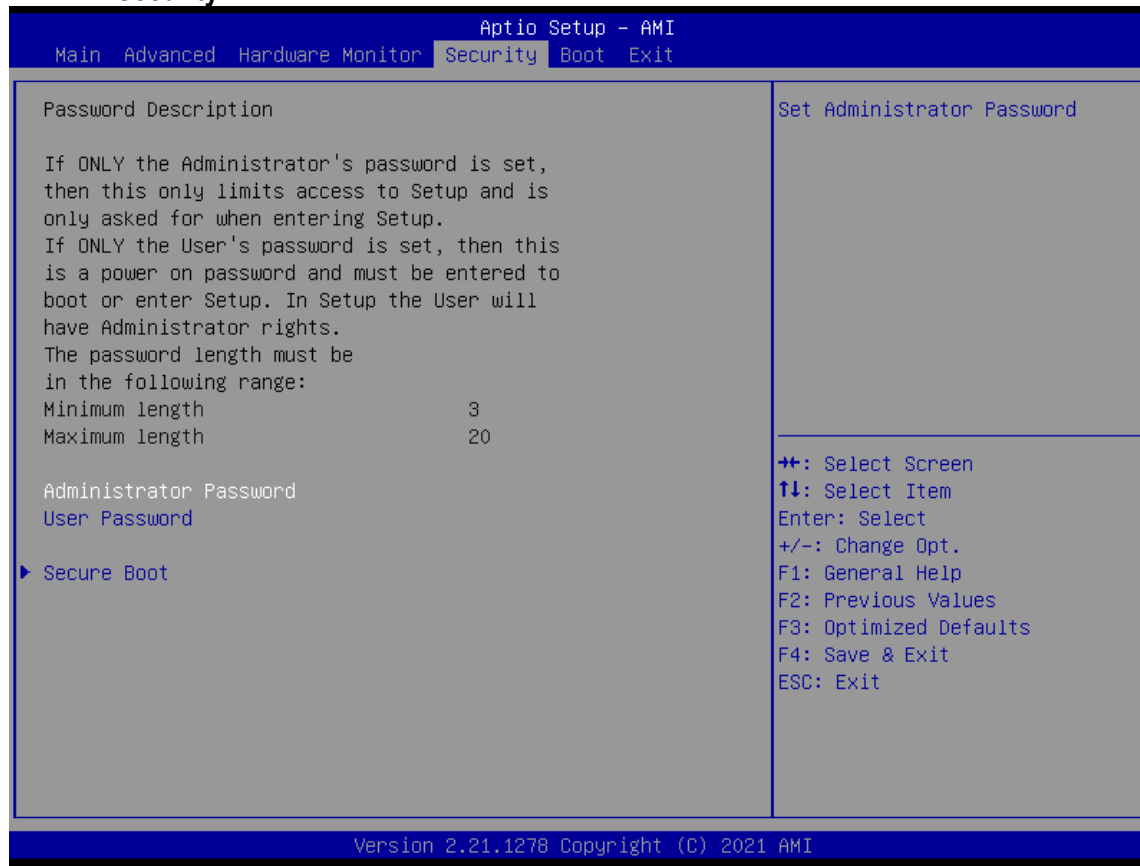 Aptio Setup – AMI
Main Advanced Hardware Monitor Security Boot Exit
Password Description
If ONLY the Administrator's password is set,
then this only limits access to Setup and is
only asked for when entering Setup.
If ONLY the User's password is set, then this
is a power on password and must be entered to
boot or enter Setup. In Setup the User will
have Administrator rights.
The password length must be
in the following range:
Minimum length 3
Maximum length 20
Administrator Password
User Password
Secure Boot
Set Administrator Password
→←: Select Screen
↑↓: Select Item
Enter: Select
+/-: Change Opt.
F1: General Help
F2: Previous Values
F3: Optimized Defaults
F4: Save & Exit
ESC: Exit
Version 2.21.1278 Copyright (C) 2021 AMI